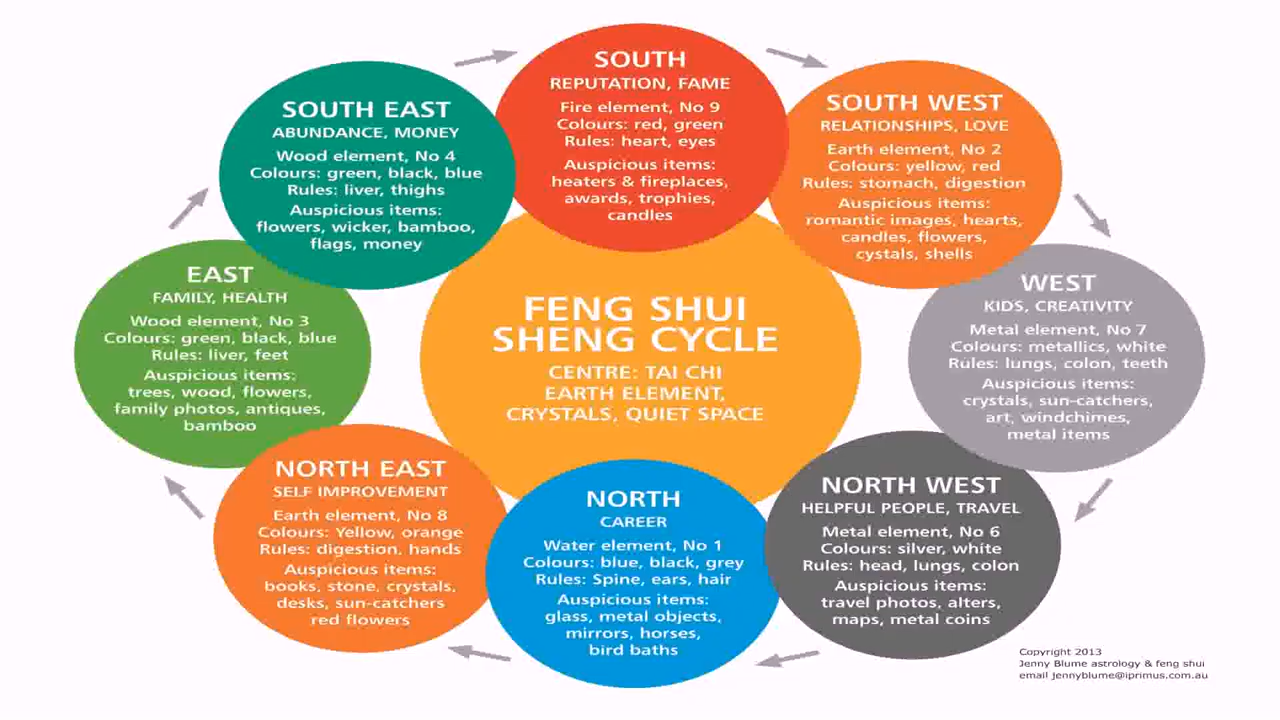 SOUTH
REPUTATION, FAME
Fire element, No 9
Colours: red, green
Rules: heart, eyes
Auspicious items:
heaters & fireplaces,
awards, trophies,
candles
SOUTH WEST
RELATIONSHIPS, LOVE
Earth element, No 2
Colours: yellow, red
Rules: stomach, digestion
Auspicious items:
romantic images, hearts,
candles, flowers,
cystals, shells
WEST
KIDS, CREATIVITY
Metal element, No 7
Colours: metallics, white
Rules: lungs, colon, teeth
Auspicious items:
crystals, sun-catchers,
art, windchimes,
metal items
NORTH WEST
HELPFUL PEOPLE, TRAVEL
Metal element, No 6
Colours: silver, white
Rules: head, lungs, colon
Auspicious items:
travel photos, alters,
maps, metal coins
NORTH
CAREER
Water element, No 1
Colours: blue, black, grey
Rules: Spine, ears, hair
Auspicious items:
glass, metal objects,
mirrors, horses,
bird baths
NORTH EAST
SELF IMPROVEMENT
Earth element, No 8
Colours: Yellow, orange
Rules: digestion, hands
Auspicious items:
books, stone, crystals,
desks, sun-catchers
red flowers
EAST
FAMILY, HEALTH
Wood element, No 3
Colours: green, black, blue
Rules: liver, feet
Auspicious items:
trees, wood, flowers,
family photos, antiques,
bamboo
SOUTH EAST
ABUNDANCE, MONEY
Wood element, No 4
Colours: green, black, blue
Rules: liver, thighs
Auspicious items:
flowers, wicker, bamboo,
flags, money
FENG SHUI
SHENG CYCLE
CENTRE: TAI CHI
EARTH ELEMENT,
CRYSTALS, QUIET SPACE
Copyright 2013
Jenny Blume astrology & feng shui
email jennyblume@iprimus.com.au